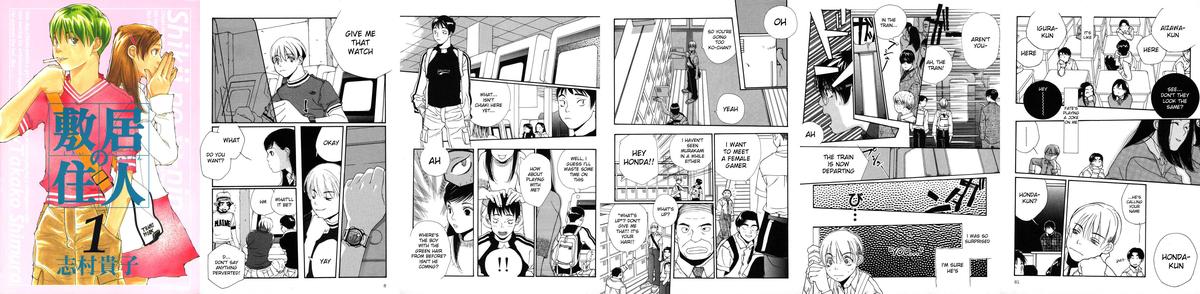 Shikii no
敷居
の
住人
1
志村貴子
GIVE ME
THAT
WATCH
WHAT
DO YOU
WANT?
OKAY
WHAT'LL
IT BE?
HM
P...
DON'T SAY
ANYTHING
PERVERTED!
YAY
WHAT...
ISN'T
CHIAKI HERE
AH
HOW
ABOUT
PLAYING
WITH
ME?
WELL, I
GUESS I'LL
WASTE SOME
TIME ON
THIS
WHERE'S
THE BOY
WITH THE
GREEN HAIR
FROM BEFORE?
ISN'T HE
COMING?
!!
OH
SO YOU'RE
GOING
TOO
KO-CHAN?
YEAH
HEY
HONDA!!
I HAVEN'T
SEEN
MURAKAMI
IN A WHILE
EITHER
I WANT
TO MEET
A FEMALE
GAMER
"WHAT'S
UP"?
DON'T
GIVE ME
THAT! IT'S
YOUR
HAIR!!
WHAT'S
UP?
IN THE
TRAIN...
AREN'T
YOU-
AH,
THE TRAIN!
AH
THE TRAIN
IS NOW
DEPARTING
I WAS SO
SURPRISED
I'M SURE
HE'S
IGURA-
KUN
IT'S
LIKE
AIZAWA-
KUN
HERE
HERE
SEE...
DON'T THEY
LOOK THE
SAME?
FATE'S
PLAYING A
JOKE ON
ME
HONDA-
KUN?
...HE'S
CALLING
YOUR
NAME
HONDA-
KUN